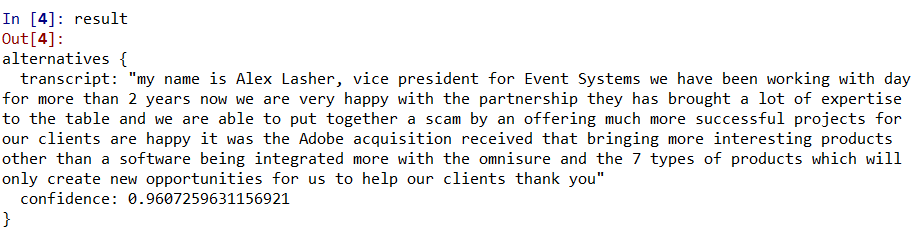 In [4]: result
Out[4]:
alternatives {
  transcript: "my name is Alex Lasher, vice president for Event Systems we have been working with day
for more than 2 years now we are very happy with the partnership they has brought a lot of expertise
to the table and we are able to put together a scam by an offering much more successful projects for
our clients are happy it was the Adobe acquisition received that bringing more interesting products
other than a software being integrated more with the omnisure and the 7 types of products which will
only create new opportunities for us to help our clients thank you"
  confidence: 0.9607259631156921
}